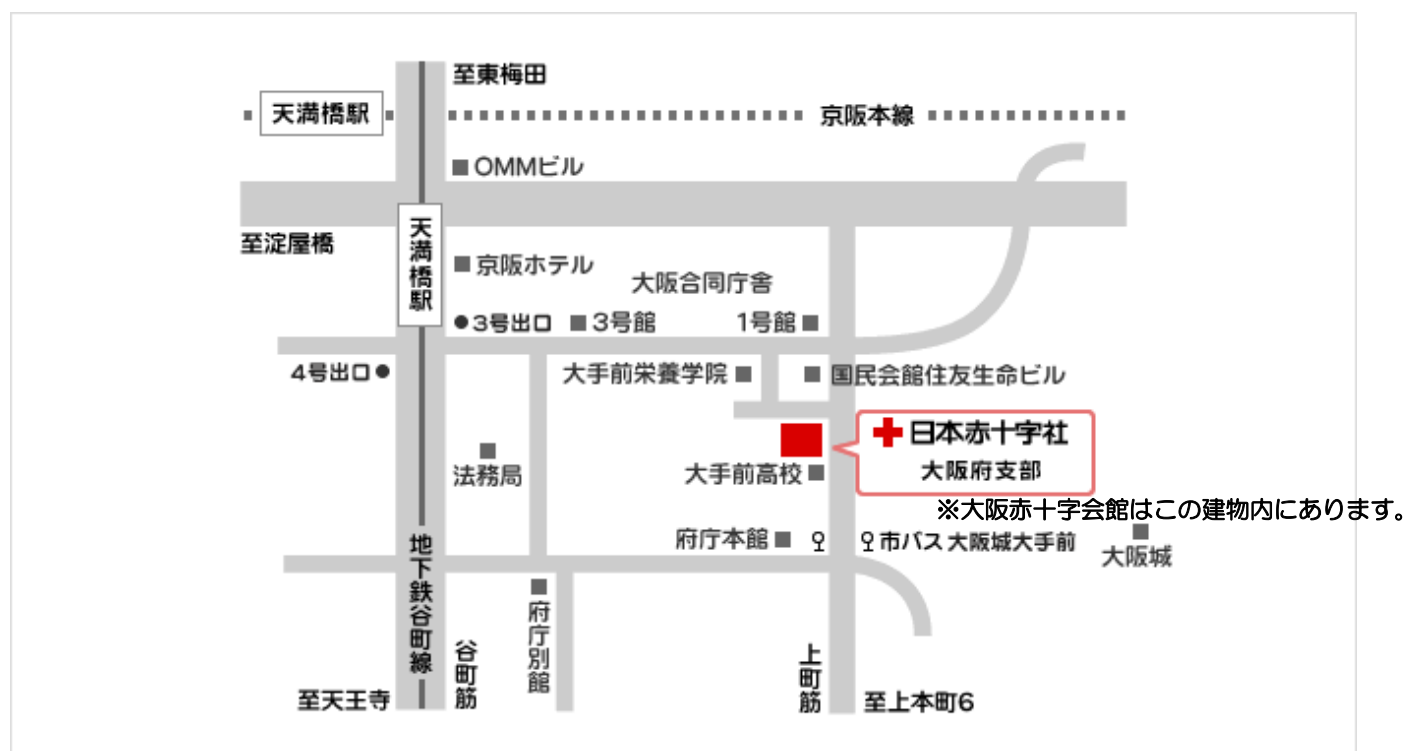 至東梅田
天満橋駅
京阪本線
OMMビル
至淀屋橋
天満橋駅
京阪ホテル
大阪合同庁舎
3号出口
3号館
1号館
4号出口
大手前栄養学院
国民会館住友生命ビル
日本赤十字社
大阪府支部
法務局
大手前高校
※大阪赤十字会館はこの建物内にあります。
府庁本館
市バス 大阪城大手前
大阪城
地下鉄谷町線
府庁別館
谷町筋
上町筋
至天王寺
至上本町6